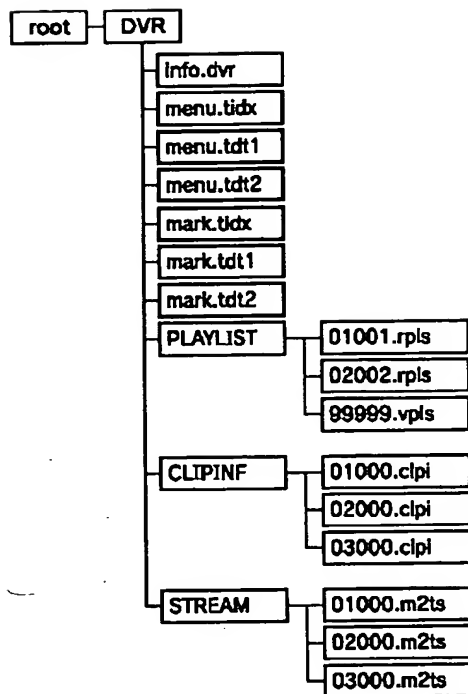 root DVR
info.dvr
menu.tidx
menu.tdt1
menu.tdt2
mark.tidx
mark.tdt1
mark.tdt2
PLAYLIST 01001.rpls
02002.rpls
99999.vpls
CLIPINF 01000.clpi
02000.clpi
03000.clpi
STREAM 01000.m2ts
02000.m2ts
03000.m2ts